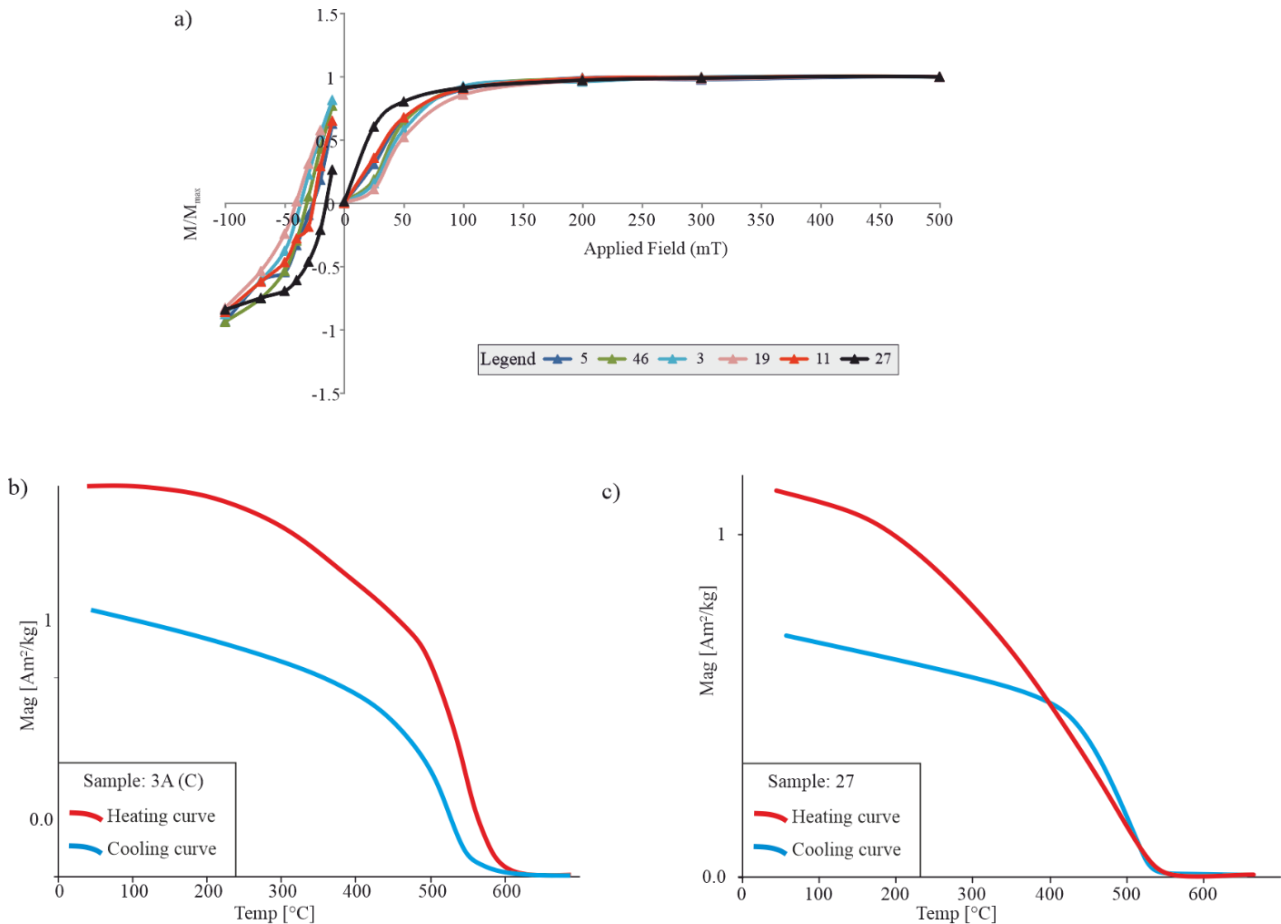 a)
1.5
1
0.5
0
-0.5
-1
-1.5
M/Mmax
-100
-50
0
50
100
150
200
250
300
350
400
450
500
Applied Field (mT)
Legend 5 46 3 19 11 27
b)
Mag [Am²/kg]
1
0.0
Sample: 3A (C)
Heating curve
Cooling curve
0 100 200 300 400 500 600
Temp [°C]
c)
Mag [Am²/kg]
1
0.0
Sample: 27
Heating curve
Cooling curve
0 100 200 300 400 500 600
Temp [°C]